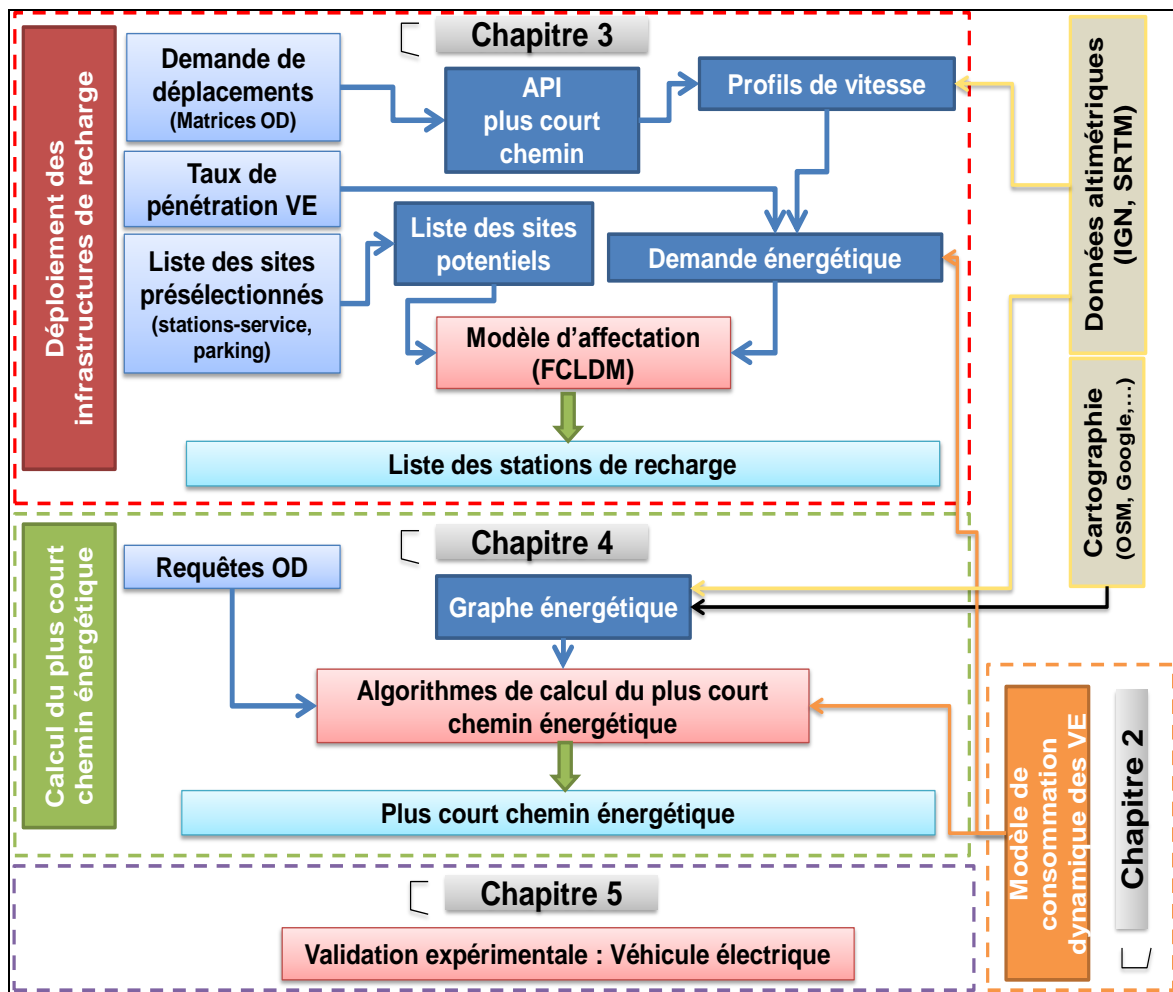 Déploiement des
infrastructures de recharge
Chapitre 3
Demande de
déplacements
(Matrices OD)
API
plus court
chemin
Profils de vitesse
Taux de
pénétration VE
Liste des sites
présélectionnés
(stations-service,
parking)
Liste des sites
potentiels
Demande énergétique
Modèle d’affectation
(FCLDM)
Liste des stations de recharge
Données altimétriques
(IGN, SRTM)
Cartographie
(OSM, Google,…)
Calcul du plus court
chemin énergétique
Chapitre 4
Requêtes OD
Graphe énergétique
Algorithmes de calcul du plus court
chemin énergétique
Plus court chemin énergétique
Modèle de
consommation
dynamique des VE
Chapitre 2
Chapitre 5
Validation expérimentale : Véhicule électrique